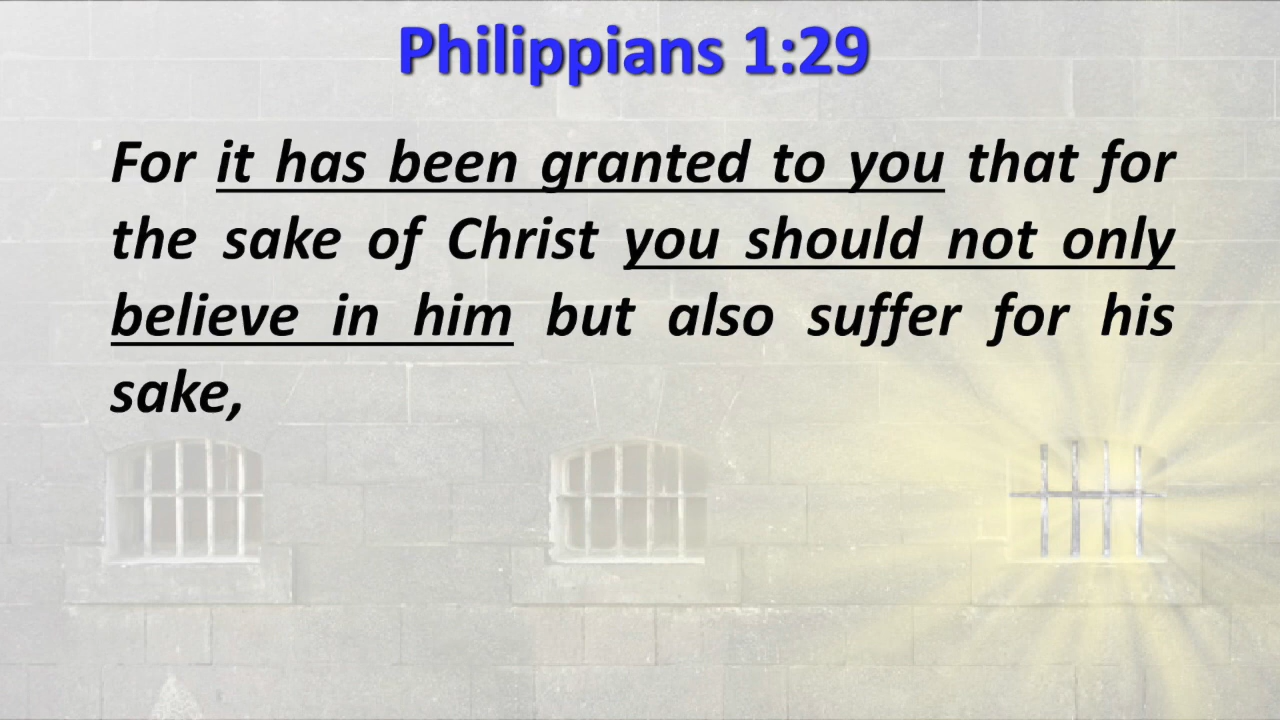 Philippians 1:29
For it has been granted to you that for
the sake of Christ you should not only
believe in him but also suffer for his
sake,